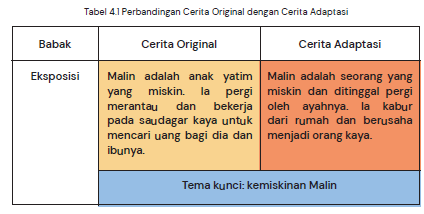 Tabel 4.1 Perbandingan Cerita Original dengan Cerita Adaptasi
Babak
Cerita Original
Cerita Adaptasi
Eksposisi
Malin adalah anak yatim
yang miskin. Ia pergi
merantau dan bekerja
pada saudagar kaya untuk
mencari uang bagi dia dan
ibunya.
Malin adalah seorang yang
miskin dan ditinggal pergi
oleh ayahnya. Ia kabur
dari rumah dan berusaha
menjadi orang kaya.
Tema kunci: kemiskinan Malin